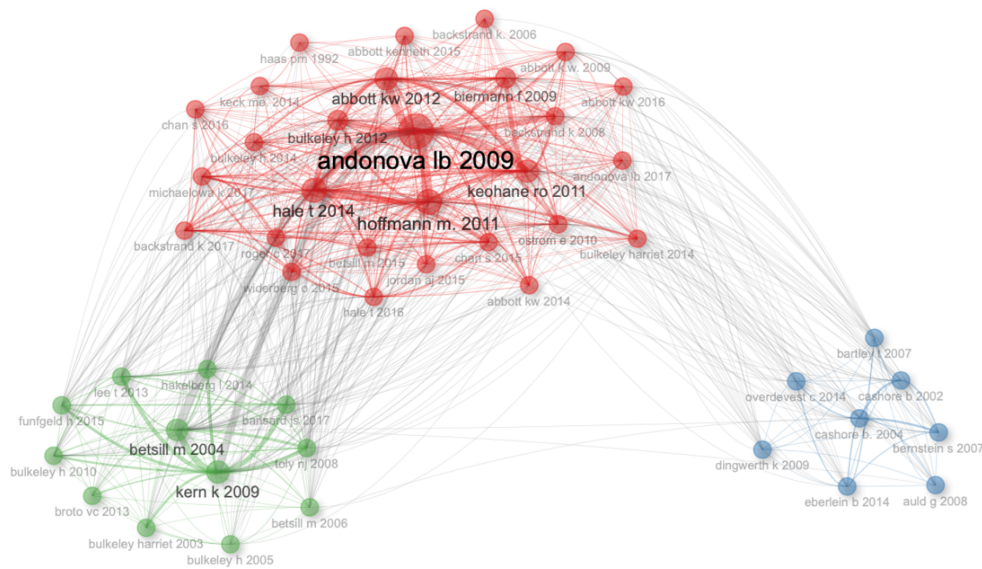 backstrand k. 2006
haas pm 1992
abbott kenneth 2015
abbott k.w. 2009
keck me. 2014
abbott kw 2012
biermann f 2009
abbott kw 2016
chan s 2016
bulkeley h 2012
backstrand k 2008
bulkeley h 2014
andonova lb 2009
andonova lb 2017
michaelowa k 2017
keohane ro 2011
hale t 2014
hoffmann m. 2011
backstrand k 2017
roger c 2017
betsill m 2015
chan s 2015
ostrom e 2010
bulkeley harriet 2014
widerberg o 2015
jordan aj 2015
abbott kw 2014
hale t 2016
bartley t 2007
lee t 2013
hakelberg l 2014
overdevest c 2014
cashore b 2002
funfgeld h 2015
bansard js 2017
cashore b. 2004
betsill m 2004
bernstein s 2007
bulkeley h 2010
toly nj 2008
dingwerth k 2009
kern k 2009
broto vc 2013
betsill m 2006
eberlein b 2014
auld g 2008
bulkeley harriet 2003
bulkeley h 2005